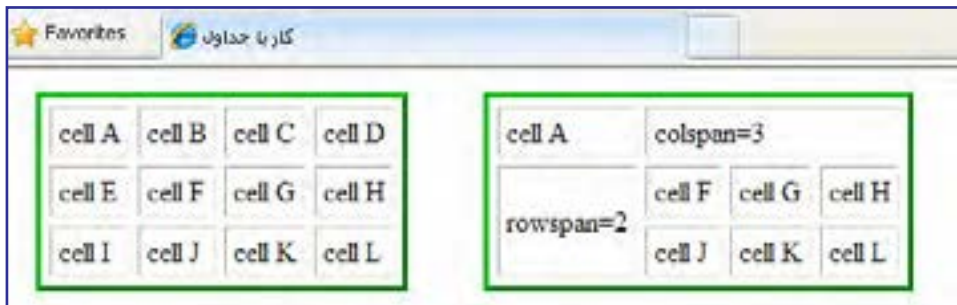 Favorites کار با جداول
cell A cell B cell C cell D
cell E cell F cell G cell H
cell I cell J cell K cell L
cell A colspan=3
rowspan=2 cell F cell G cell H
cell J cell K cell L